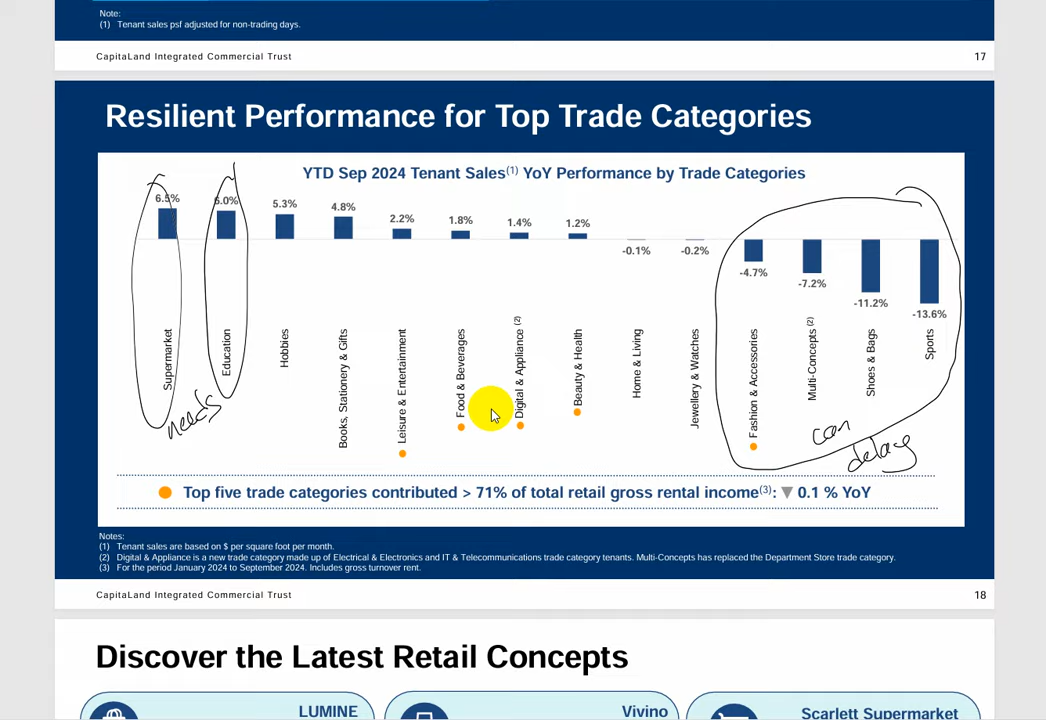 Note:
(1) Tenant sales psf adjusted for non-trading days.
CapitaLand Integrated Commercial Trust
17
Resilient Performance for Top Trade Categories
YTD Sep 2024 Tenant Sales(1) YoY Performance by Trade Categories
6.5%
6.0%
5.3%
4.8%
2.2%
1.8%
1.4%
1.2%
-0.1%
-0.2%
-4.7%
-7.2%
-11.2%
-13.6%
Supermarket
Education
Hobbies
Books, Stationery & Gifts
Leisure & Entertainment
Food & Beverages
Digital & Appliance (2)
Beauty & Health
Home & Living
Jewellery & Watches
Fashion & Accessories
Multi-Concepts (2)
Shoes & Bags
Sports
needs
can
delay
Top five trade categories contributed > 71% of total retail gross rental income(3): ▼ 0.1 % YoY
Notes:
(1) Tenant sales are based on $ per square foot per month.
(2) Digital & Appliance is a new trade category made up of Electrical & Electronics and IT & Telecommunications trade category tenants. Multi-Concepts has replaced the Department Store trade category.
(3) For the period January 2024 to September 2024. Includes gross turnover rent.
CapitaLand Integrated Commercial Trust
18
Discover the Latest Retail Concepts
LUMINE
Vivino
Scarlett Supermarket